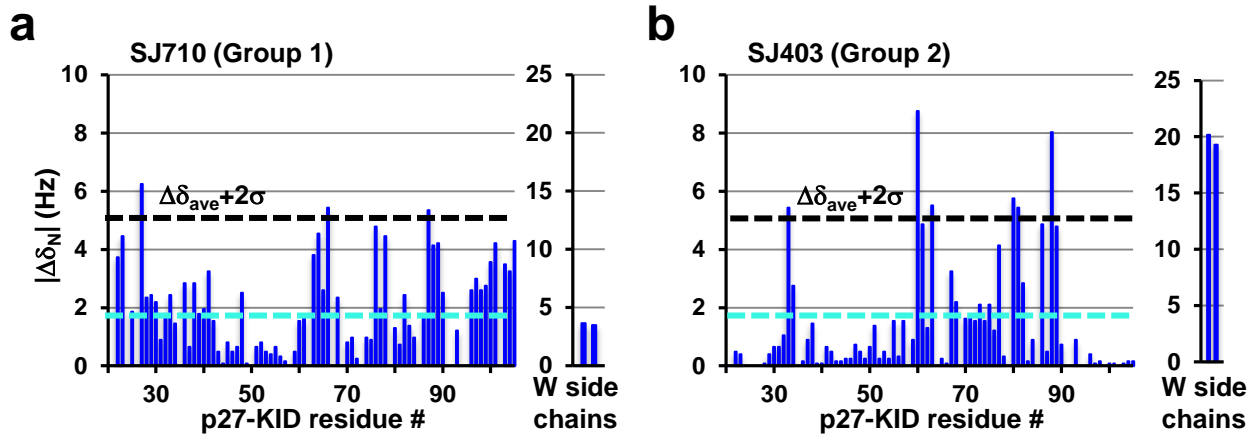 a
SJ710 (Group 1)
|ΔδN| (Hz)
10
8
6
4
2
0
Δδave+2σ
30
50
70
90
p27-KID residue #
25
20
15
10
5
0
W side
chains
b
SJ403 (Group 2)
10
8
6
4
2
0
Δδave+2σ
30
50
70
90
p27-KID residue #
25
20
15
10
5
0
W side
chains